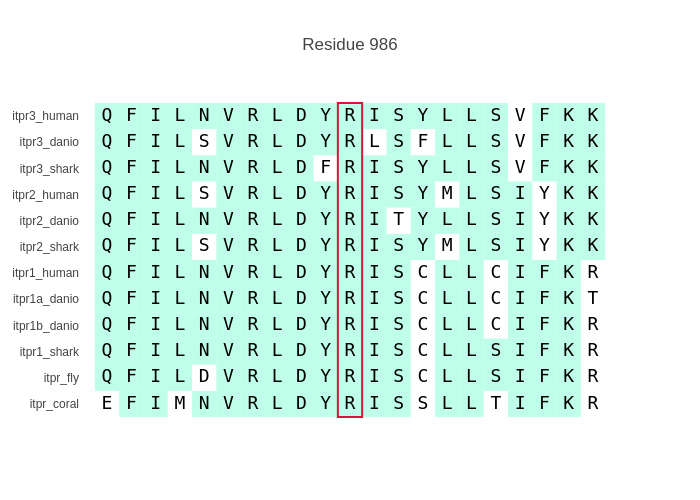 Residue 986
itpr3_human Q F I L N V R L D Y R I S Y L L S V F K K
itpr3_danio Q F I L S V R L D Y R L S F L L S V F K K
itpr3_shark Q F I L N V R L D F R I S Y L L S V F K K
itpr2_human Q F I L S V R L D Y R I S Y M L S I Y K K
itpr2_danio Q F I L N V R L D Y R I T Y L L S I Y K K
itpr2_shark Q F I L S V R L D Y R I S Y M L S I Y K K
itpr1_human Q F I L N V R L D Y R I S C L L C I F K R
itpr1a_danio Q F I L N V R L D Y R I S C L L C I F K T
itpr1b_danio Q F I L N V R L D Y R I S C L L C I F K R
itpr1_shark Q F I L N V R L D Y R I S C L L S I F K R
itpr_fly Q F I L D V R L D Y R I S C L L S I F K R
itpr_coral E F I M N V R L D Y R I S S L L T I F K R